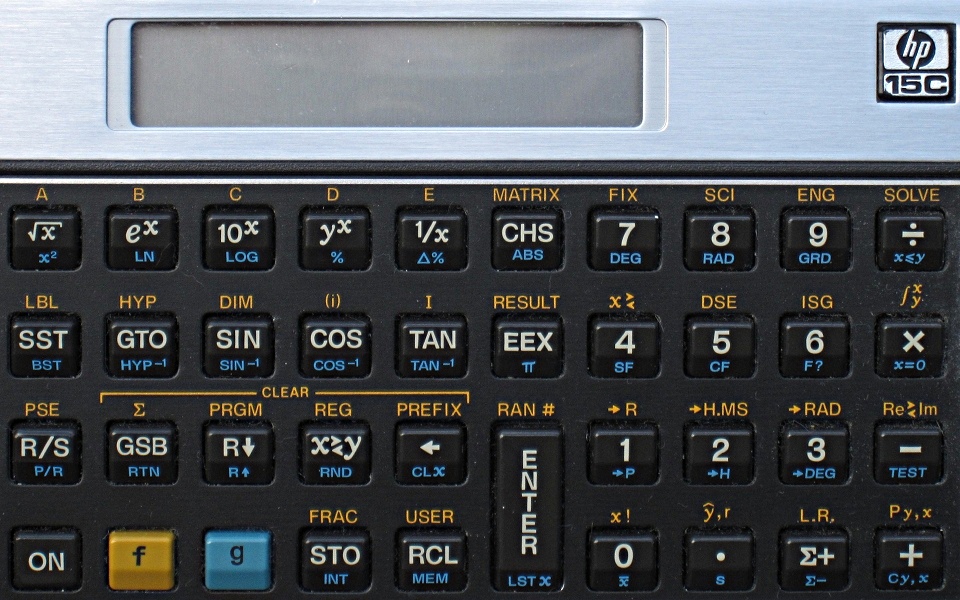 hp
15C
A B C D E MATRIX FIX SCI ENG SOLVE
√x eˣ 10ˣ yˣ 1/x CHS 7 8 9 ÷
x² LN LOG % Δ% ABS DEG RAD GRD x≤y
LBL HYP DIM (i) I RESULT x≷ DSE ISG ∫xy
SST GTO SIN COS TAN EEX 4 5 6 ×
BST HYP⁻¹ SIN⁻¹ COS⁻¹ TAN⁻¹ π SF CF F? x=0
CLEAR
PSE Σ PRGM REG PREFIX RAN # →R →H.MS →RAD Re≷Im
R/S GSB R↓ x≷y ← ENTER 1 2 3 −
P/R RTN R↑ RND CLx →P →H →DEG TEST
FRAC USER x! ŷ,r L.R. Py,x
ON f g STO RCL 0 · Σ+ +
INT MEM LSTx x̄ s Σ− Cy,x